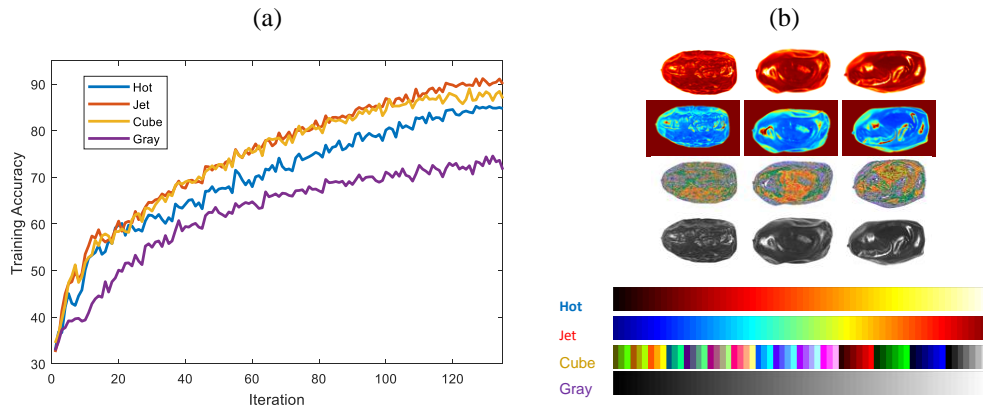 (a)
90
80
70
60
50
40
30
0
20
40
60
80
100
120
Training Accuracy
Iteration
Hot
Jet
Cube
Gray
(b)
Hot
Jet
Cube
Gray